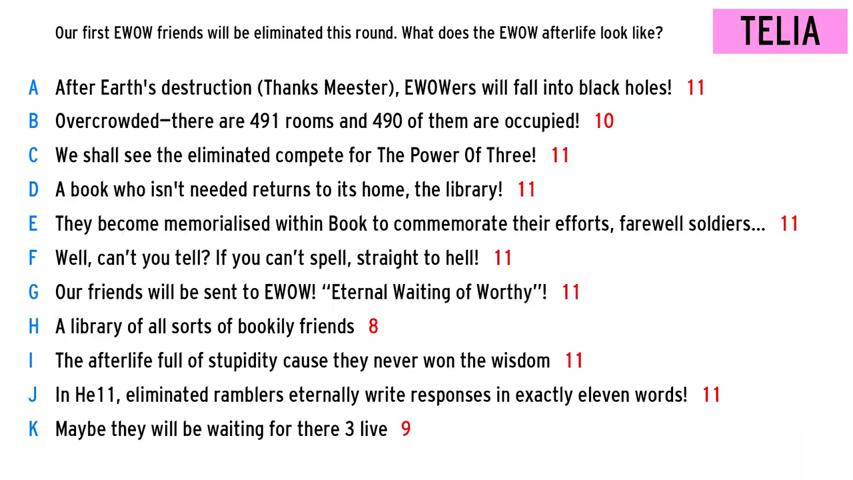 Our first EWOW friends will be eliminated this round. What does the EWOW afterlife look like?
TELIA
A After Earth's destruction (Thanks Meester), EWOWers will fall into black holes! 11
B Overcrowded—there are 491 rooms and 490 of them are occupied! 10
C We shall see the eliminated compete for The Power Of Three! 11
D A book who isn't needed returns to its home, the library! 11
E They become memorialised within Book to commemorate their efforts, farewell soldiers... 11
F Well, can’t you tell? If you can’t spell, straight to hell! 11
G Our friends will be sent to EWOW! “Eternal Waiting of Worthy”! 11
H A library of all sorts of bookily friends 8
I The afterlife full of stupidity cause they never won the wisdom 11
J In He11, eliminated ramblers eternally write responses in exactly eleven words! 11
K Maybe they will be waiting for there 3 live 9